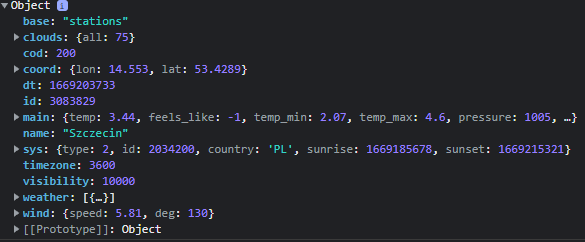 ▼Object i
base: "stations"
▶clouds: {all: 75}
cod: 200
▶coord: {lon: 14.553, lat: 53.4289}
dt: 1669203733
id: 3083829
▶main: {temp: 3.44, feels_like: -1, temp_min: 2.07, temp_max: 4.6, pressure: 1005, …}
name: "Szczecin"
▶sys: {type: 2, id: 2034200, country: 'PL', sunrise: 1669185678, sunset: 1669215321}
timezone: 3600
visibility: 10000
▶weather: [{…}]
▶wind: {speed: 5.81, deg: 130}
▶[[Prototype]]: Object